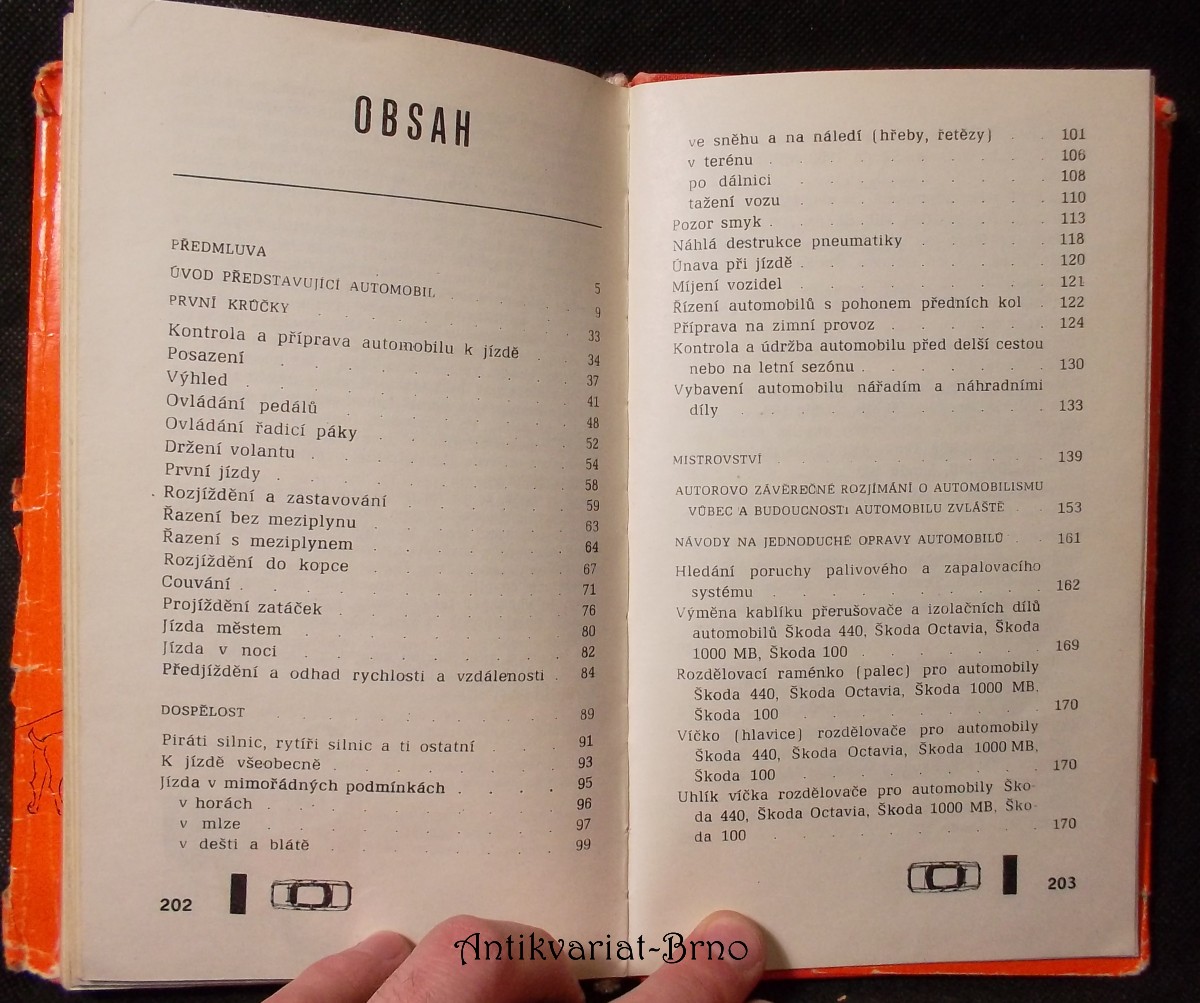 OBSAH
PŘEDMLUVA . 5
ÚVOD PŘEDSTAVUJÍCÍ AUTOMOBIL . 9
PRVNÍ KRŮČKY . 33
Kontrola a příprava automobilu k jízdě . 34
Posazení . 37
Výhled . 41
Ovládání pedálů . 48
Ovládání řadicí páky . 52
Držení volantu . 54
První jízdy . 58
Rozjíždění a zastavování . 59
Řazení bez meziplynu . 63
Řazení s meziplynem . 64
Rozjíždění do kopce . 67
Couvání . 71
Projíždění zatáček . 76
Jízda městem . 80
Jízda v noci . 82
Předjíždění a odhad rychlosti a vzdálenosti . 84
DOSPĚLOST . 89
Piráti silnic, rytíři silnic a ti ostatní . 91
K jízdě všeobecně . 93
Jízda v mimořádných podmínkách . 95
v horách . 96
v mlze . 97
v dešti a blátě . 99
202
ve sněhu a na náledí (hřeby, řetězy) . 101
v terénu . 106
po dálnici . 108
tažení vozu . 110
Pozor smyk . 113
Náhlá destrukce pneumatiky . 118
Únava při jízdě . 120
Míjení vozidel . 121
Řízení automobilů s pohonem předních kol . 122
Příprava na zimní provoz . 124
Kontrola a údržba automobilu před delší cestou
nebo na letní sezónu . 130
Vybavení automobilu nářadím a náhradními
díly . 133
MISTROVSTVÍ . 139
AUTOROVO ZÁVĚREČNÉ ROZJÍMÁNÍ O AUTOMOBILISMU
VŮBEC A BUDOUCNOSTI AUTOMOBILU ZVLÁŠTĚ . 153
NÁVODY NA JEDNODUCHÉ OPRAVY AUTOMOBILŮ . 161
Hledání poruchy palivového a zapalovacího
systému . 162
Výměna kablíku přerušovače a izolačních dílů
automobilů Škoda 440, Škoda Octavia, Škoda
1000 MB, Škoda 100 . 169
Rozdělovací raménko (palec) pro automobily
Škoda 440, Škoda Octavia, Škoda 1000 MB,
Škoda 100 . 170
Víčko (hlavice) rozdělovače pro automobily
Škoda 440, Škoda Octavia, Škoda 1000 MB,
Škoda 100 . 170
Uhlík víčka rozdělovače pro automobily Ško-
da 440, Škoda Octavia, Škoda 1000 MB, Ško-
da 100 . 170
203
Antikvariat-Brno